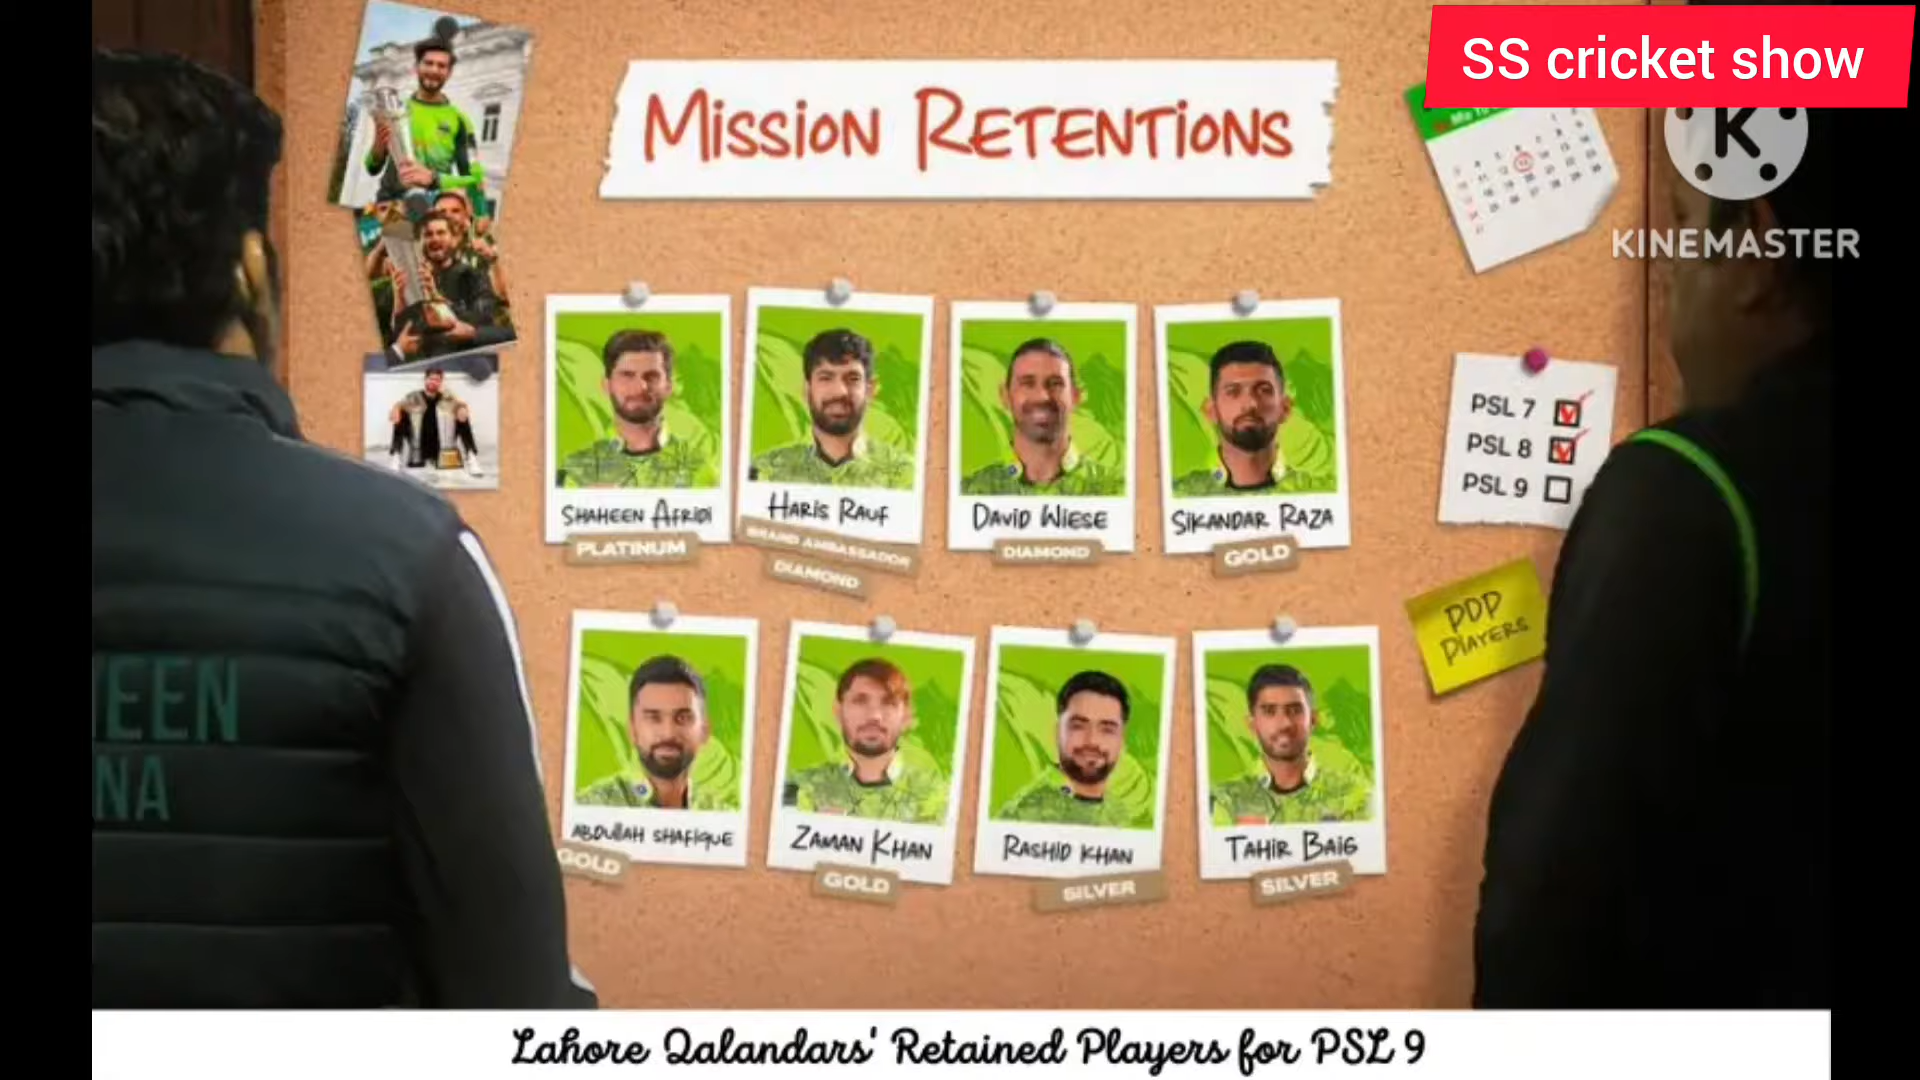 SS cricket show
Mission Retentions
KINEMASTER
PSL 7
PSL 8
PSL 9
Shaheen Afridi
PLATINUM
Haris Rauf
BRAND AMBASSADOR
DIAMOND
David Wiese
DIAMOND
Sikandar Raza
GOLD
PDP
Players
Abdullah Shafique
GOLD
Zaman Khan
GOLD
Rashid Khan
SILVER
Tahir Baig
SILVER
EEN
NA
Lahore Qalandars' Retained Players for PSL 9